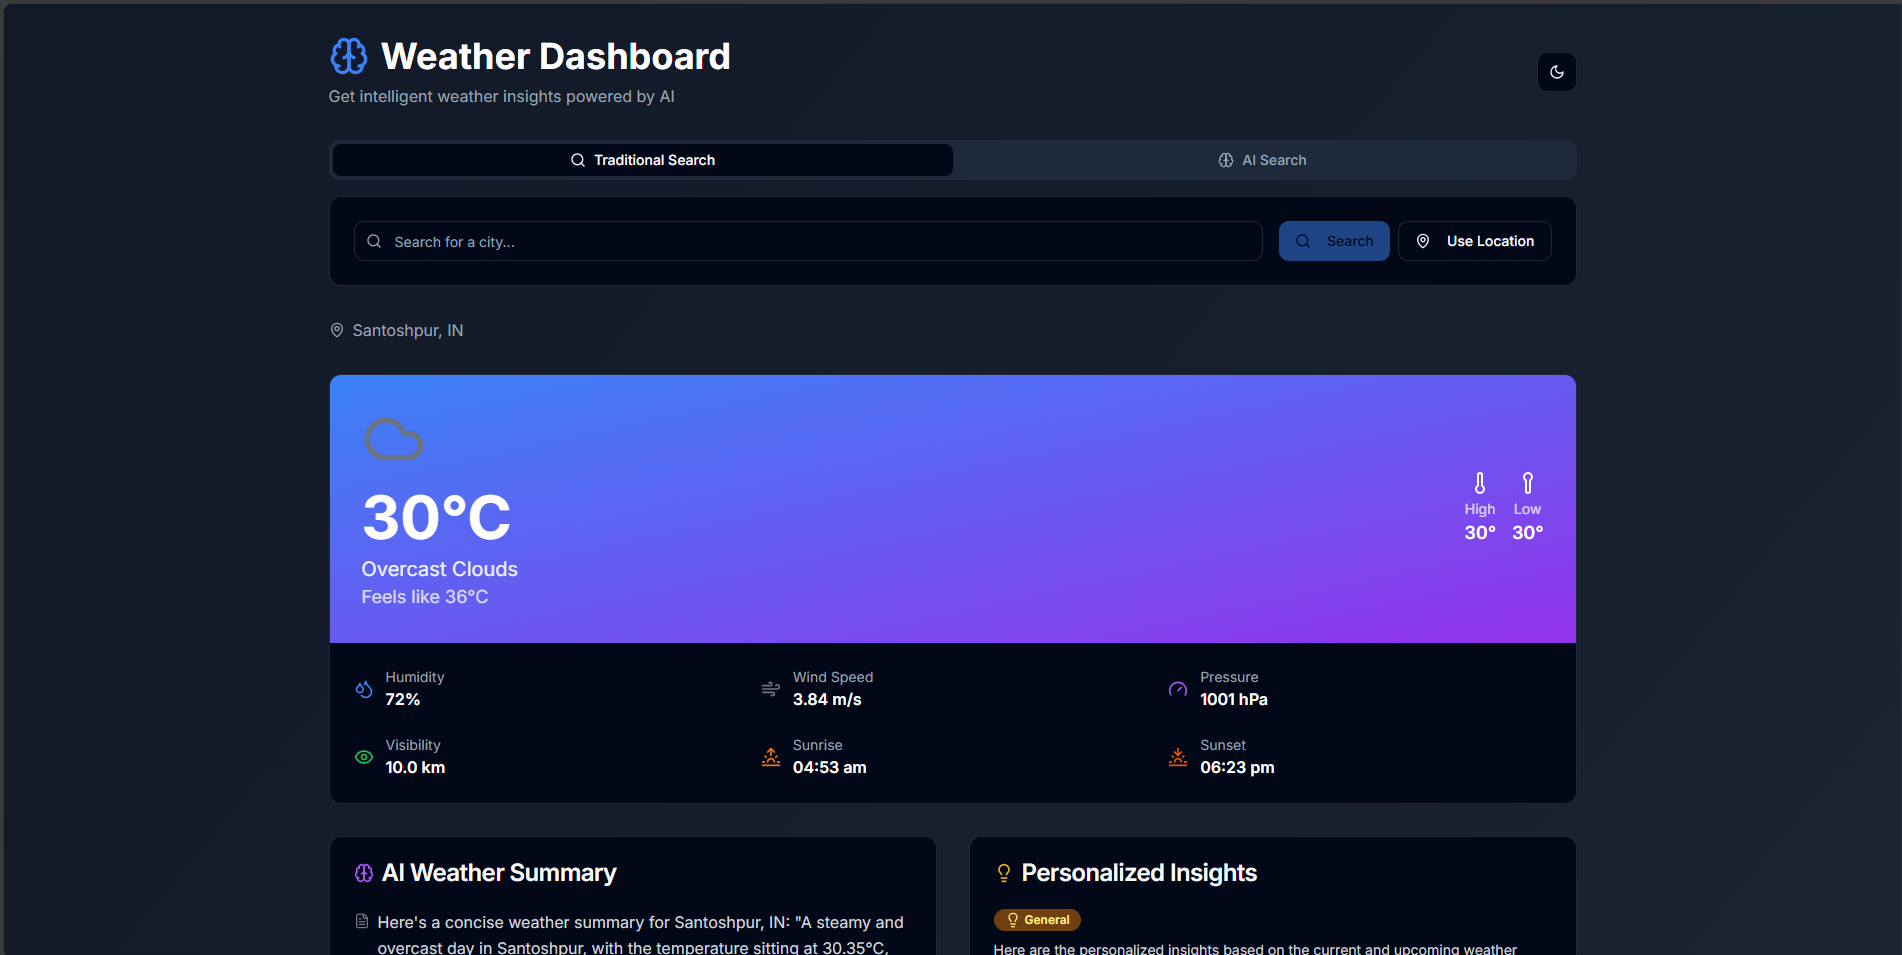 Weather Dashboard
Get intelligent weather insights powered by AI
Traditional Search
AI Search
Search for a city...
Search
Use Location
Santoshpur, IN
30°C
Overcast Clouds
Feels like 36°C
High
30°
Low
30°
Humidity
72%
Wind Speed
3.84 m/s
Pressure
1001 hPa
Visibility
10.0 km
Sunrise
04:53 am
Sunset
06:23 pm
AI Weather Summary
Here's a concise weather summary for Santoshpur, IN: "A steamy and
overcast day in Santoshpur, with the temperature sitting at 30.35°C,
Personalized Insights
General
Here are the personalized insights based on the current and upcoming weather